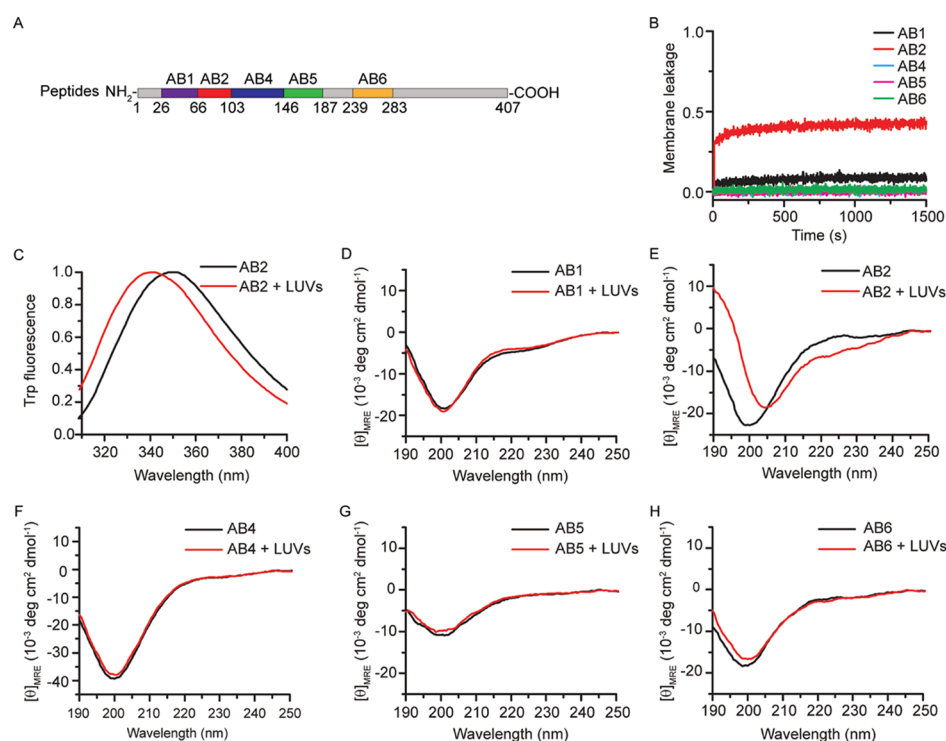 A
AB1 AB2 AB4 AB5 AB6
Peptides NH2- -COOH
1 26 66 103 146 187 239 283 407
B
Membrane leakage
1.0
0.5
0.0
AB1
AB2
AB4
AB5
AB6
0 500 1000 1500
Time (s)
C
Trp fluorescence
1.0
0.8
0.6
0.4
0.2
0.0
AB2
AB2 + LUVs
320 340 360 380 400
Wavelength (nm)
D
[θ]MRE (10-3 deg cm2 dmol-1)
10
5
0
-10
-20
AB1
AB1 + LUVs
190 200 210 220 230 240 250
Wavelength (nm)
E
[θ]MRE (10-3 deg cm2 dmol-1)
10
5
0
-10
-20
AB2
AB2 + LUVs
190 200 210 220 230 240 250
Wavelength (nm)
F
[θ]MRE (10-3 deg cm2 dmol-1)
10
0
-10
-20
-30
-40
AB4
AB4 + LUVs
190 200 210 220 230 240 250
Wavelength (nm)
G
[θ]MRE (10-3 deg cm2 dmol-1)
15
10
5
0
-10
-20
AB5
AB5 + LUVs
190 200 210 220 230 240 250
Wavelength (nm)
H
[θ]MRE (10-3 deg cm2 dmol-1)
15
10
5
0
-10
-20
AB6
AB6 + LUVs
190 200 210 220 230 240 250
Wavelength (nm)